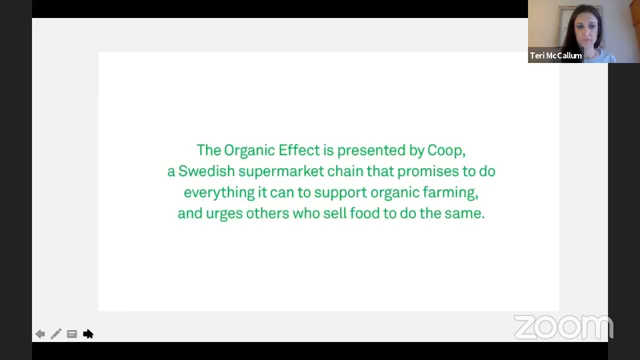 Teri McCallum
The Organic Effect is presented by Coop,
a Swedish supermarket chain that promises to do
everything it can to support organic farming,
and urges others who sell food to do the same.
zoom